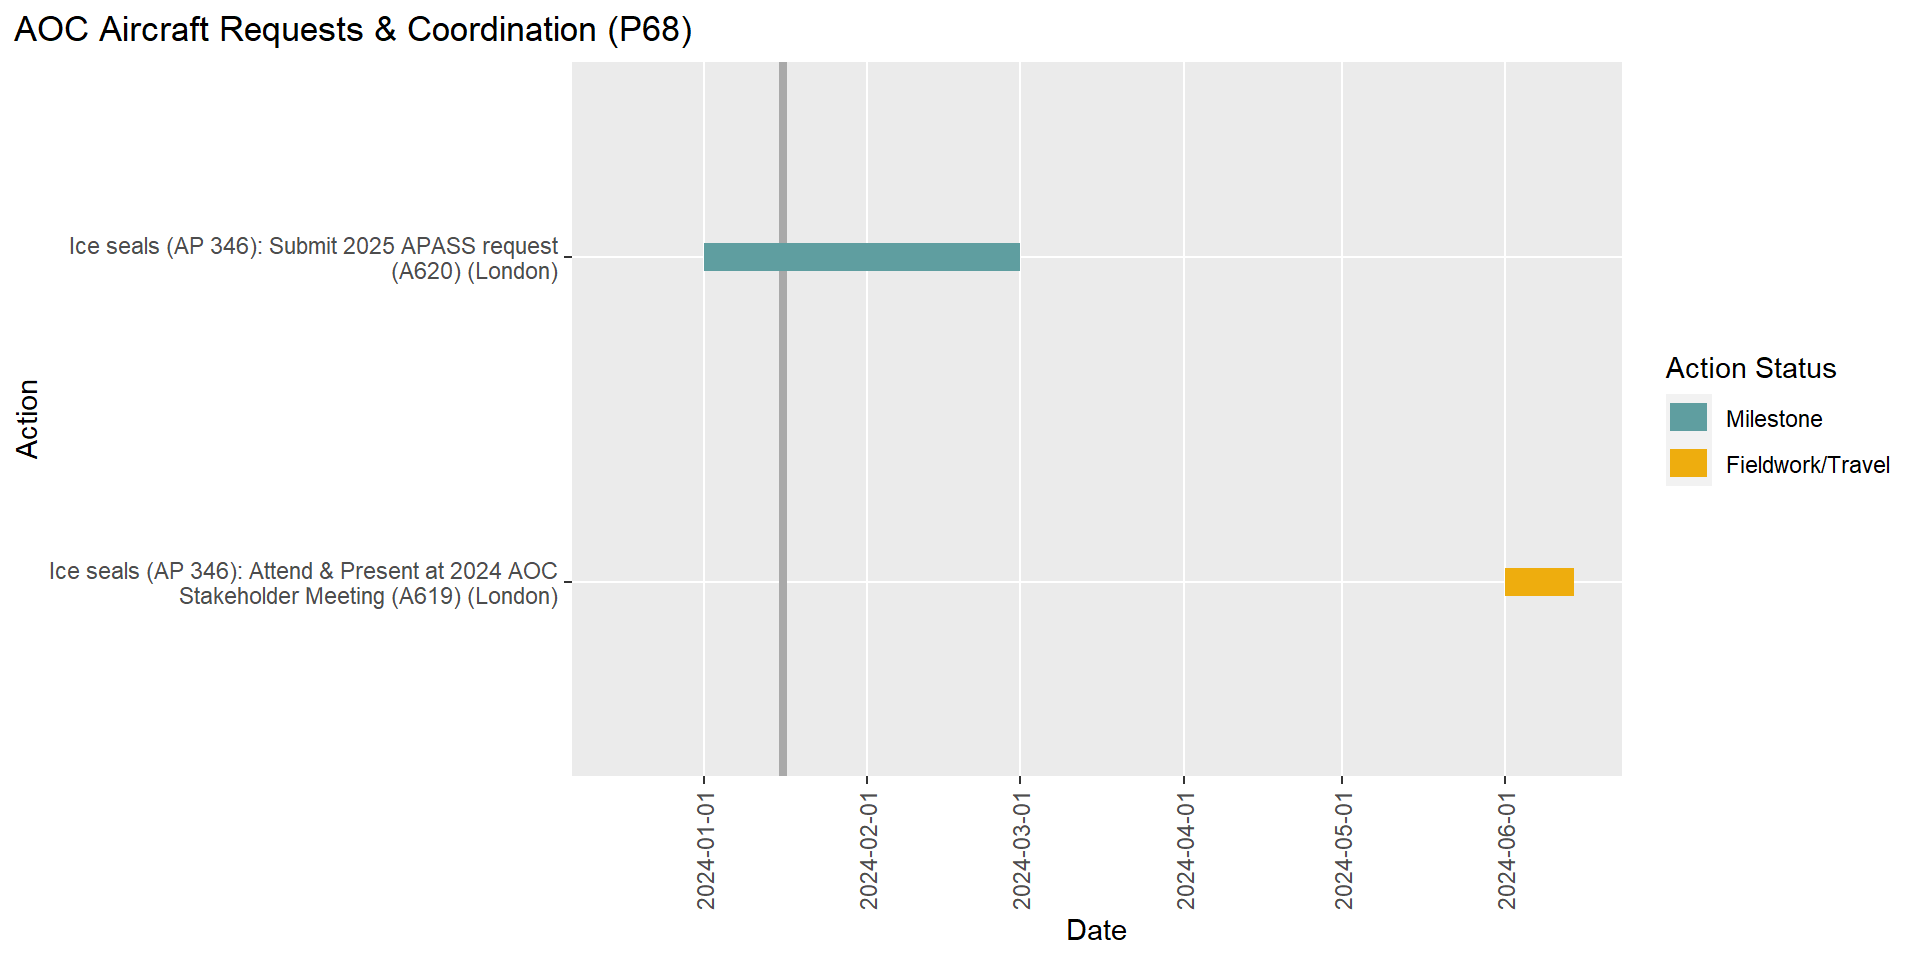 AOC Aircraft Requests & Coordination (P68)
Ice seals (AP 346): Submit 2025 APASS request
(A620) (London)
Ice seals (AP 346): Attend & Present at 2024 AOC
Stakeholder Meeting (A619) (London)
Action
2024-01-01
2024-02-01
2024-03-01
2024-04-01
2024-05-01
2024-06-01
Date
Action Status
Milestone
Fieldwork/Travel